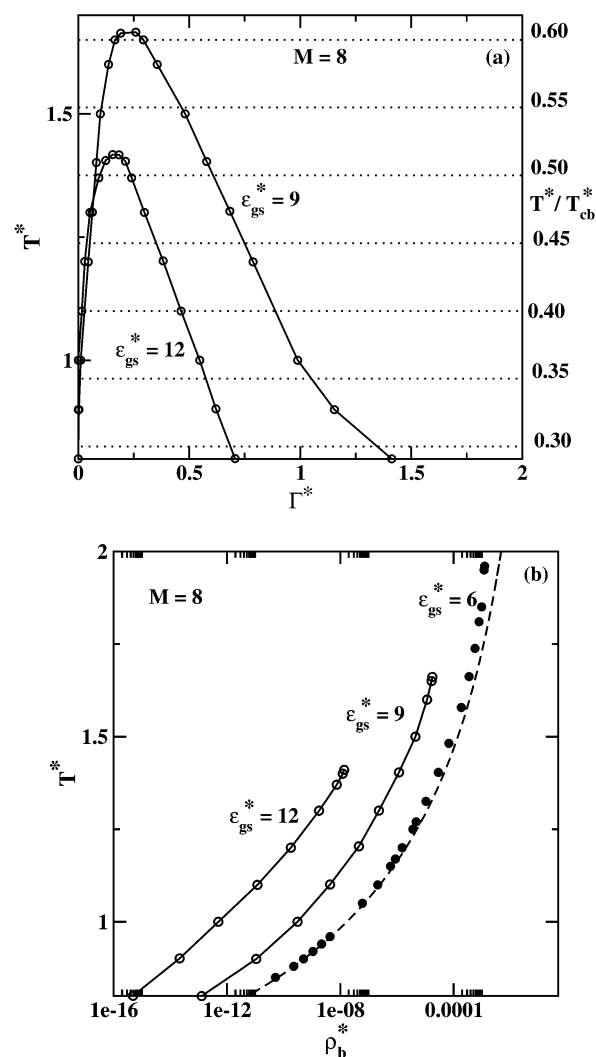 M = 8
(a)
0.60
1.5
0.55
0.50
T*/T*cb
ε*gs = 9
0.45
T*
0.40
ε*gs = 12
1
0.35
0.30
0 0.5 1 1.5 2
Γ*
2
M = 8
(b)
ε*gs = 6
ε*gs = 9
1.5
T*
ε*gs = 12
1
1e-16 1e-12 1e-08 0.0001
ρ*b